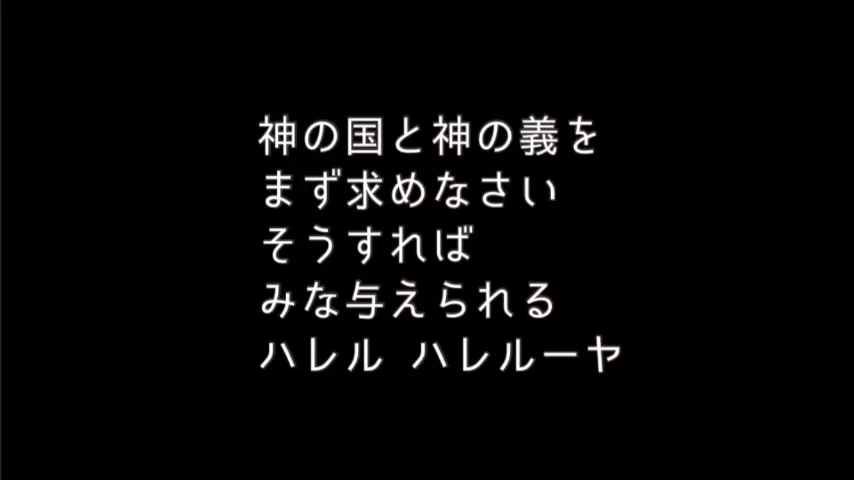 神の国と神の義を
まず求めなさい
そうすれば
みな与えられる
ハレル ハレルーヤ